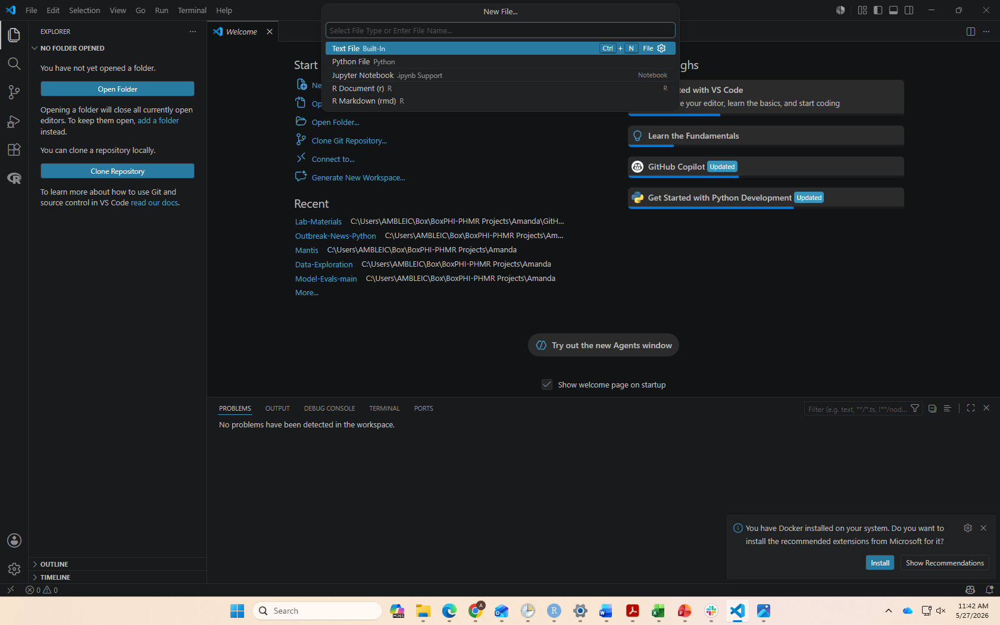 File Edit Selection View Go Run Terminal Help
New File...
Select File Type or Enter File Name...
Text File Built-In Ctrl + N File
Python File Python
Jupyter Notebook .ipynb Support Notebook
R Document (r) R R
R Markdown (rmd) R
EXPLORER
NO FOLDER OPENED
You have not yet opened a folder.
Open Folder
Opening a folder will close all currently open
editors. To keep them open, add a folder
instead.
You can clone a repository locally.
Clone Repository
To learn more about how to use Git and
source control in VS Code read our docs.
OUTLINE
TIMELINE
Welcome
Start
Ne
Op
Open Folder...
Clone Git Repository...
Connect to...
Generate New Workspace...
Recent
Lab-Materials C:\Users\AMBLEIC\Box\BoxPHI-PHMR Projects\Amanda\GitH...
Outbreak-News-Python C:\Users\AMBLEIC\Box\BoxPHI-PHMR Projects\Am...
Mantis C:\Users\AMBLEIC\Box\BoxPHI-PHMR Projects\Amanda
Data-Exploration C:\Users\AMBLEIC\Box\BoxPHI-PHMR Projects\Amanda
Model-Evals-main C:\Users\AMBLEIC\Box\BoxPHI-PHMR Projects\Amanda
More...
ghs
ted with VS Code
e your editor, learn the basics, and start coding
Learn the Fundamentals
GitHub Copilot Updated
Get Started with Python Development Updated
Try out the new Agents window
Show welcome page on startup
PROBLEMS OUTPUT DEBUG CONSOLE TERMINAL PORTS
Filter (e.g. text, **/*.ts, !**/nod...
No problems have been detected in the workspace.
You have Docker installed on your system. Do you want to
install the recommended extensions from Microsoft for it?
Install Show Recommendations
0 0
Search
M365
A
11:42 AM
5/27/2026